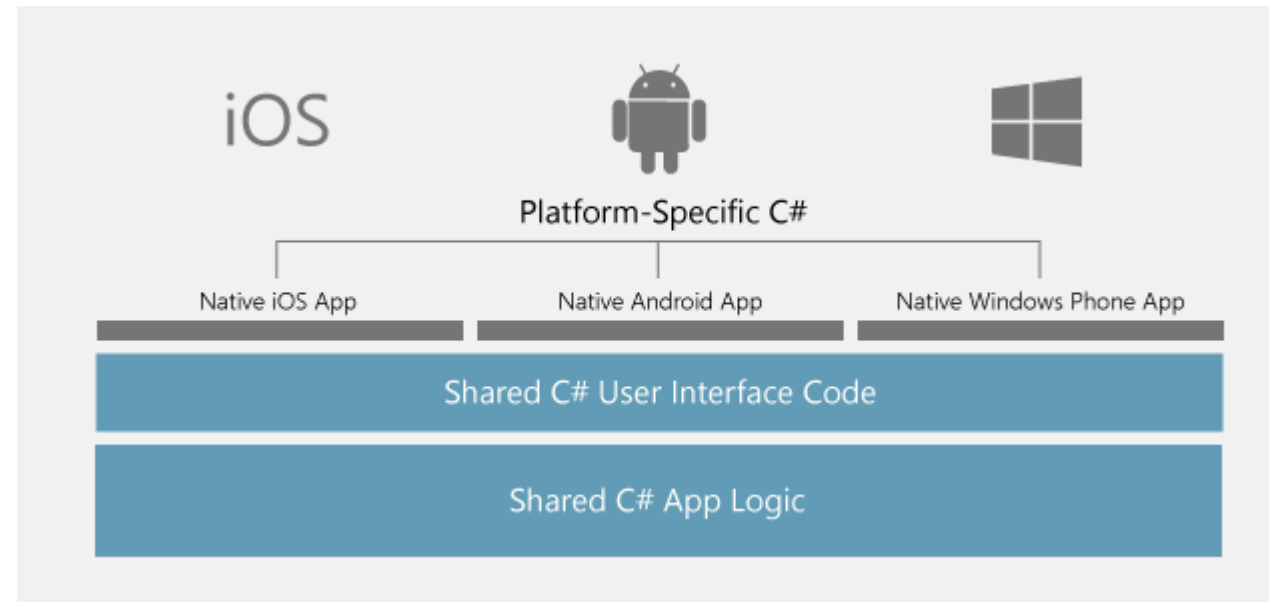 iOS
Platform-Specific C#
Native iOS App
Native Android App
Native Windows Phone App
Shared C# User Interface Code
Shared C# App Logic